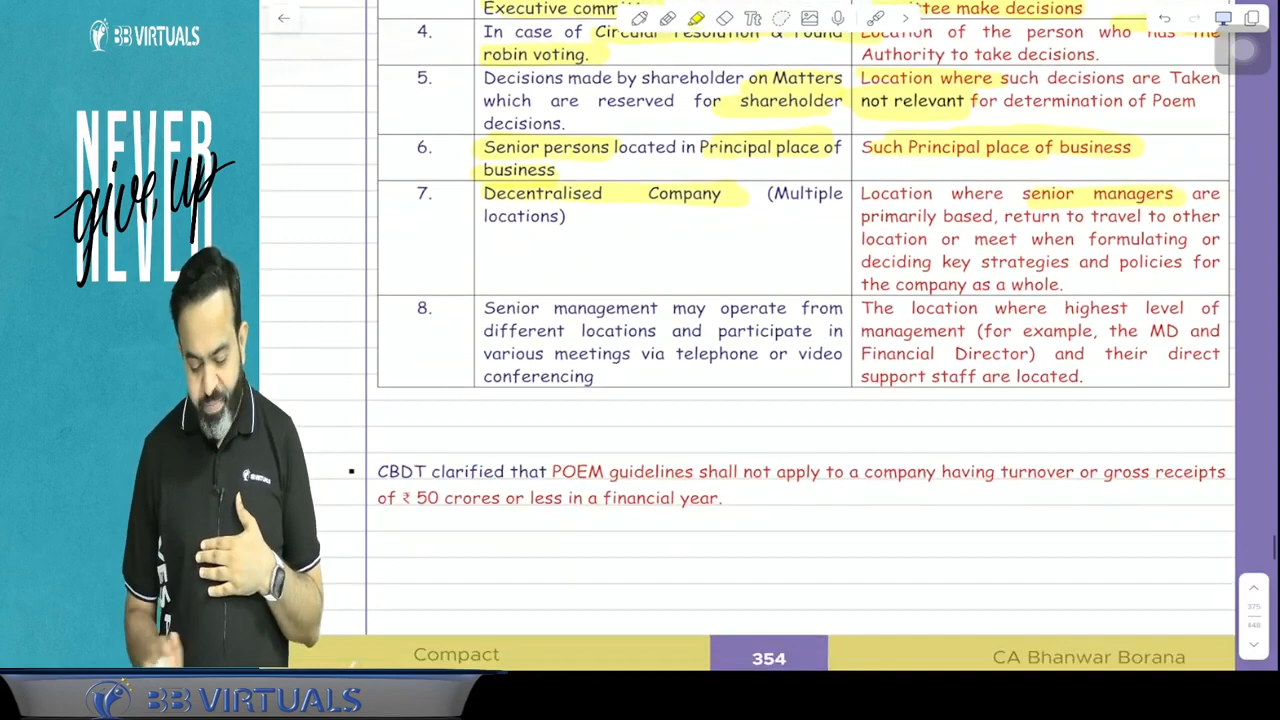 BB VIRTUALS
NEVER
give up
NEVER
Executive
make decisions
4.
In case of Circular resolution & round
robin voting.
Location of the person who has the
Authority to take decisions.
5.
Decisions made by shareholder on Matters
which are reserved for shareholder
decisions.
Location where such decisions are Taken
not relevant for determination of Poem
6.
Senior persons located in Principal place of
business
Such Principal place of business
7.
Decentralised Company (Multiple
locations)
Location where senior managers are
primarily based, return to travel to other
location or meet when formulating or
deciding key strategies and policies for
the company as a whole.
8.
Senior management may operate from
different locations and participate in
various meetings via telephone or video
conferencing
The location where highest level of
management (for example, the MD and
Financial Director) and their direct
support staff are located.
▪ CBDT clarified that POEM guidelines shall not apply to a company having turnover or gross receipts
of ₹ 50 crores or less in a financial year.
375
448
Compact
354
CA Bhanwar Borana
BB VIRTUALS